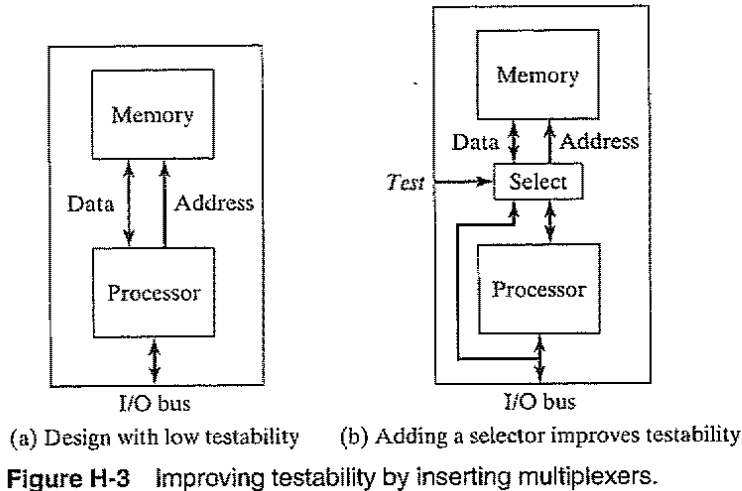 Memory
Data
Address
Processor
I/O bus
(a) Design with low testability
Memory
Data
Address
Test
Select
Processor
I/O bus
(b) Adding a selector improves testability
Figure H-3 Improving testability by inserting multiplexers.